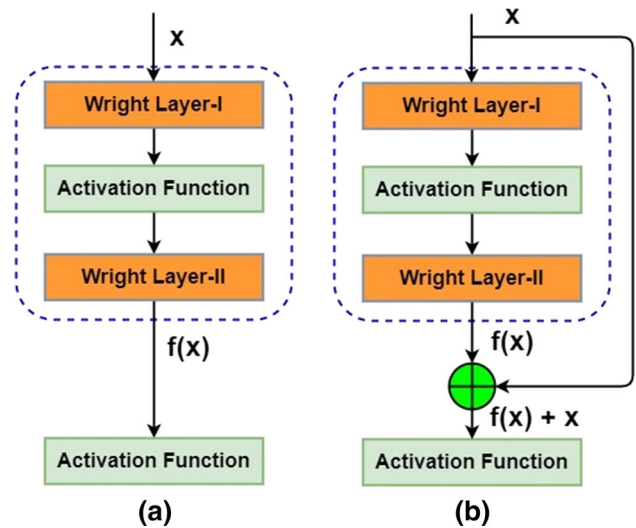 x
Wright Layer-I
Activation Function
Wright Layer-II
f(x)
Activation Function
(a)
x
Wright Layer-I
Activation Function
Wright Layer-II
f(x)
f(x) + x
Activation Function
(b)